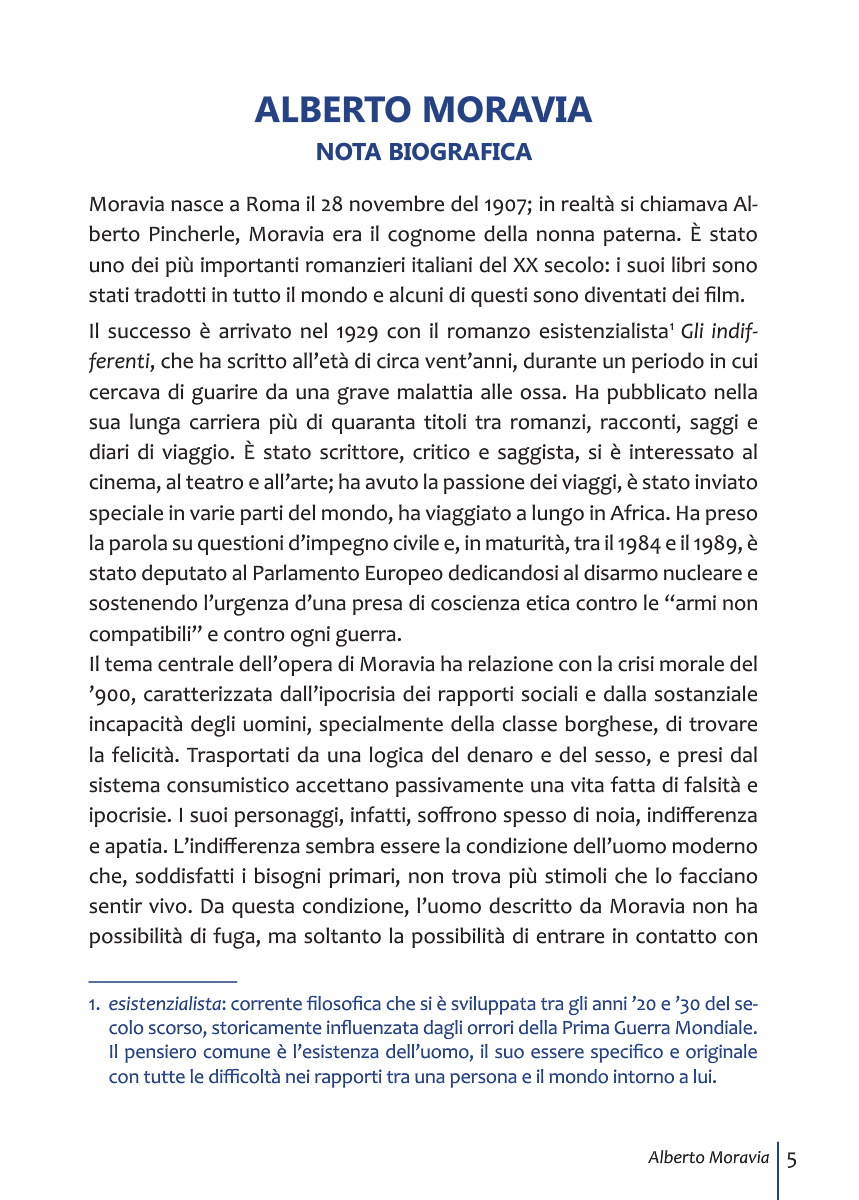 ALBERTO MORAVIA
NOTA BIOGRAFICA
Moravia nasce a Roma il 28 novembre del 1907; in realtà si chiamava Al-
berto Pincherle, Moravia era il cognome della nonna paterna. È stato
uno dei più importanti romanzieri italiani del XX secolo: i suoi libri sono
stati tradotti in tutto il mondo e alcuni di questi sono diventati dei film.
Il successo è arrivato nel 1929 con il romanzo esistenzialista¹ Gli indif-
ferenti, che ha scritto all’età di circa vent’anni, durante un periodo in cui
cercava di guarire da una grave malattia alle ossa. Ha pubblicato nella
sua lunga carriera più di quaranta titoli tra romanzi, racconti, saggi e
diari di viaggio. È stato scrittore, critico e saggista, si è interessato al
cinema, al teatro e all’arte; ha avuto la passione dei viaggi, è stato inviato
speciale in varie parti del mondo, ha viaggiato a lungo in Africa. Ha preso
la parola su questioni d’impegno civile e, in maturità, tra il 1984 e il 1989, è
stato deputato al Parlamento Europeo dedicandosi al disarmo nucleare e
sostenendo l’urgenza d’una presa di coscienza etica contro le “armi non
compatibili” e contro ogni guerra.
Il tema centrale dell’opera di Moravia ha relazione con la crisi morale del
’900, caratterizzata dall’ipocrisia dei rapporti sociali e dalla sostanziale
incapacità degli uomini, specialmente della classe borghese, di trovare
la felicità. Trasportati da una logica del denaro e del sesso, e presi dal
sistema consumistico accettano passivamente una vita fatta di falsità e
ipocrisie. I suoi personaggi, infatti, soffrono spesso di noia, indifferenza
e apatia. L’indifferenza sembra essere la condizione dell’uomo moderno
che, soddisfatti i bisogni primari, non trova più stimoli che lo facciano
sentir vivo. Da questa condizione, l’uomo descritto da Moravia non ha
possibilità di fuga, ma soltanto la possibilità di entrare in contatto con
1. esistenzialista: corrente filosofica che si è sviluppata tra gli anni ’20 e ’30 del se-
colo scorso, storicamente influenzata dagli orrori della Prima Guerra Mondiale.
Il pensiero comune è l’esistenza dell’uomo, il suo essere specifico e originale
con tutte le difficoltà nei rapporti tra una persona e il mondo intorno a lui.
Alberto Moravia 5